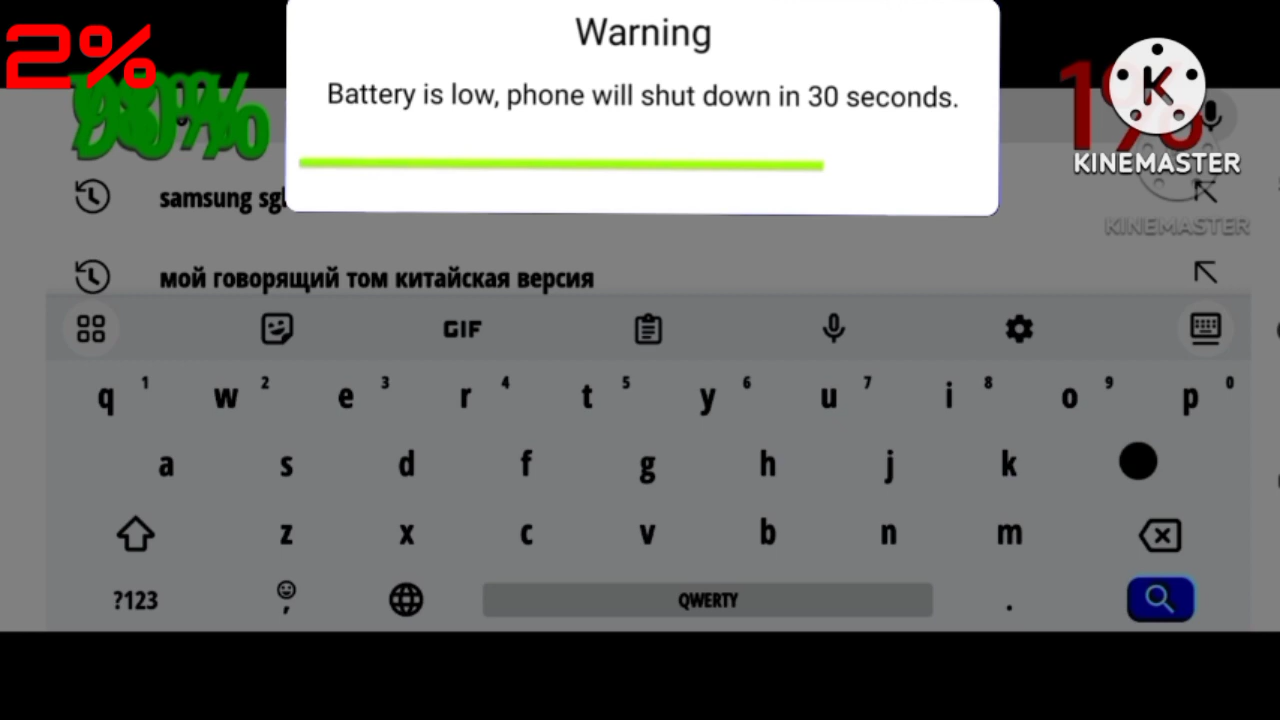 Warning
2%
Battery is low, phone will shut down in 30 seconds.
1%
KINEMASTER
samsung
KINEMASTER
мой говорящий том китайская версия
GIF
q 1 w 2 e 3 r 4 t 5 y 6 u 7 i 8 o 9 p 0
a s d f g h j k
z x c v b n m
?123 , QWERTY .